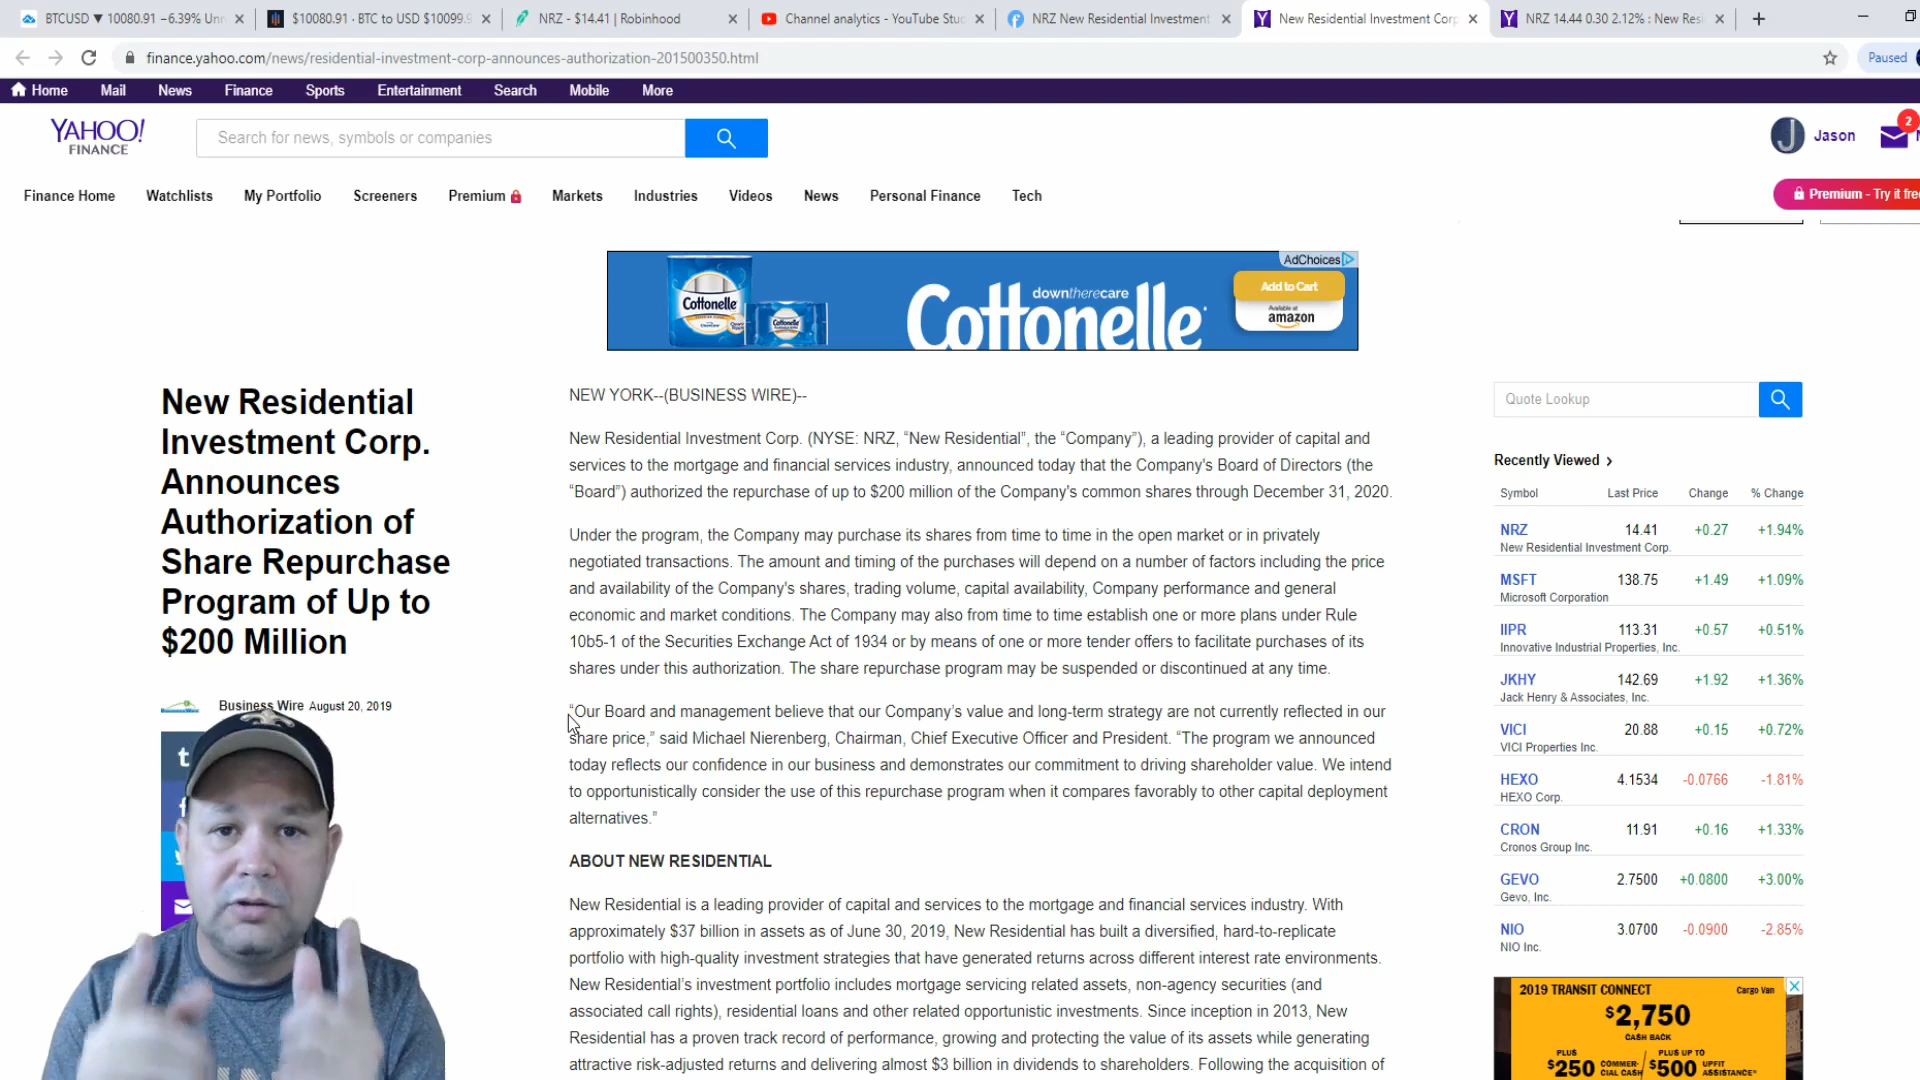 BTCUSD ▼ 10080.91 −6.39% Unn
$10080.91 · BTC to USD $10099.9
NRZ - $14.41 | Robinhood
Channel analytics - YouTube Stud
NRZ New Residential Investment
New Residential Investment Corp
NRZ 14.44 0.30 2.12% : New Res
finance.yahoo.com/news/residential-investment-corp-announces-authorization-201500350.html
Paused
Home Mail News Finance Sports Entertainment Search Mobile More
YAHOO!
FINANCE
Search for news, symbols or companies
J
Jason
2
Finance Home Watchlists My Portfolio Screeners Premium Markets Industries Videos News Personal Finance Tech
Premium - Try it free
AdChoices
Cottonelle
Cottonelle
downtherecare
Cottonelle
Add to Cart
Available at
amazon
New Residential
Investment Corp.
Announces
Authorization of
Share Repurchase
Program of Up to
$200 Million
Business Wire August 20, 2019
NEW YORK--(BUSINESS WIRE)--
New Residential Investment Corp. (NYSE: NRZ, “New Residential”, the “Company”), a leading provider of capital and
services to the mortgage and financial services industry, announced today that the Company's Board of Directors (the
“Board”) authorized the repurchase of up to $200 million of the Company's common shares through December 31, 2020.
Under the program, the Company may purchase its shares from time to time in the open market or in privately
negotiated transactions. The amount and timing of the purchases will depend on a number of factors including the price
and availability of the Company's shares, trading volume, capital availability, Company performance and general
economic and market conditions. The Company may also from time to time establish one or more plans under Rule
10b5-1 of the Securities Exchange Act of 1934 or by means of one or more tender offers to facilitate purchases of its
shares under this authorization. The share repurchase program may be suspended or discontinued at any time.
“Our Board and management believe that our Company’s value and long-term strategy are not currently reflected in our
share price,” said Michael Nierenberg, Chairman, Chief Executive Officer and President. “The program we announced
today reflects our confidence in our business and demonstrates our commitment to driving shareholder value. We intend
to opportunistically consider the use of this repurchase program when it compares favorably to other capital deployment
alternatives.”
ABOUT NEW RESIDENTIAL
New Residential is a leading provider of capital and services to the mortgage and financial services industry. With
approximately $37 billion in assets as of June 30, 2019, New Residential has built a diversified, hard-to-replicate
portfolio with high-quality investment strategies that have generated returns across different interest rate environments.
New Residential's investment portfolio includes mortgage servicing related assets, non-agency securities (and
associated call rights), residential loans and other related opportunistic investments. Since inception in 2013, New
Residential has a proven track record of performance, growing and protecting the value of its assets while generating
attractive risk-adjusted returns and delivering almost $3 billion in dividends to shareholders. Following the acquisition of
Quote Lookup
Recently Viewed
Symbol Last Price Change % Change
NRZ 14.41 +0.27 +1.94%
New Residential Investment Corp.
MSFT 138.75 +1.49 +1.09%
Microsoft Corporation
IIPR 113.31 +0.57 +0.51%
Innovative Industrial Properties, Inc.
JKHY 142.69 +1.92 +1.36%
Jack Henry & Associates, Inc.
VICI 20.88 +0.15 +0.72%
VICI Properties Inc.
HEXO 4.1534 -0.0766 -1.81%
HEXO Corp.
CRON 11.91 +0.16 +1.33%
Cronos Group Inc.
GEVO 2.7500 +0.0800 +3.00%
Gevo, Inc.
NIO 3.0700 -0.0900 -2.85%
NIO Inc.
2019 TRANSIT CONNECT Cargo Van
$2,750
CASH BACK
PLUS
$250 COMMER-
CIAL CASH
PLUS UP TO
$500 UPFIT
ASSISTANCE*